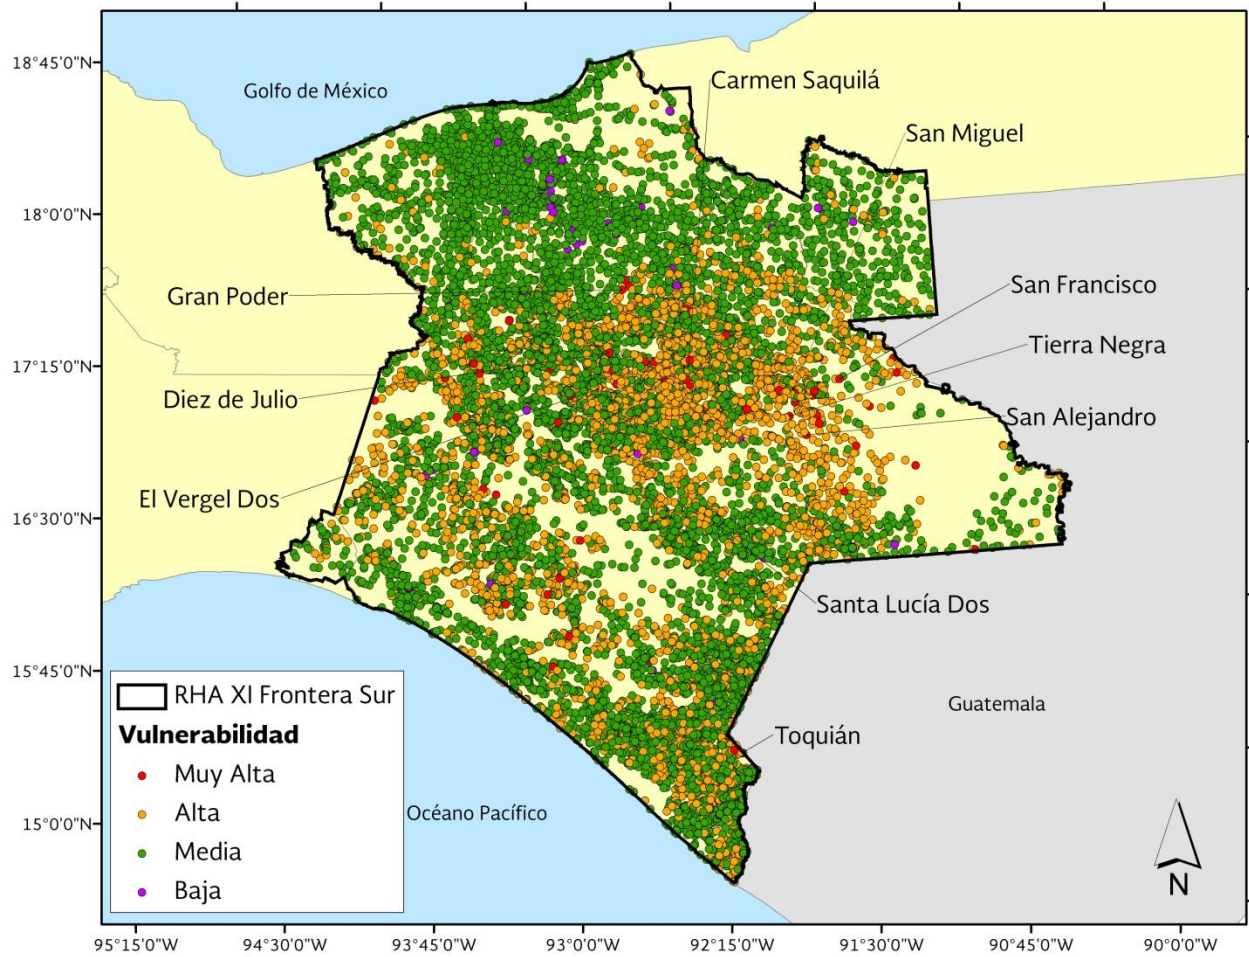 18°45'0"N
Golfo de México
Carmen Saquilá
San Miguel
18°0'0"N
Gran Poder
San Francisco
Tierra Negra
17°15'0"N
Diez de Julio
San Alejandro
El Vergel Dos
16°30'0"N
Santa Lucía Dos
15°45'0"N
RHA XI Frontera Sur
Guatemala
Vulnerabilidad
Toquián
Muy Alta
Alta
Océano Pacífico
15°0'0"N
Media
Baja
N
95°15'0"W
94°30'0"W
93°45'0"W
93°0'0"W
92°15'0"W
91°30'0"W
90°45'0"W
90°0'0"W